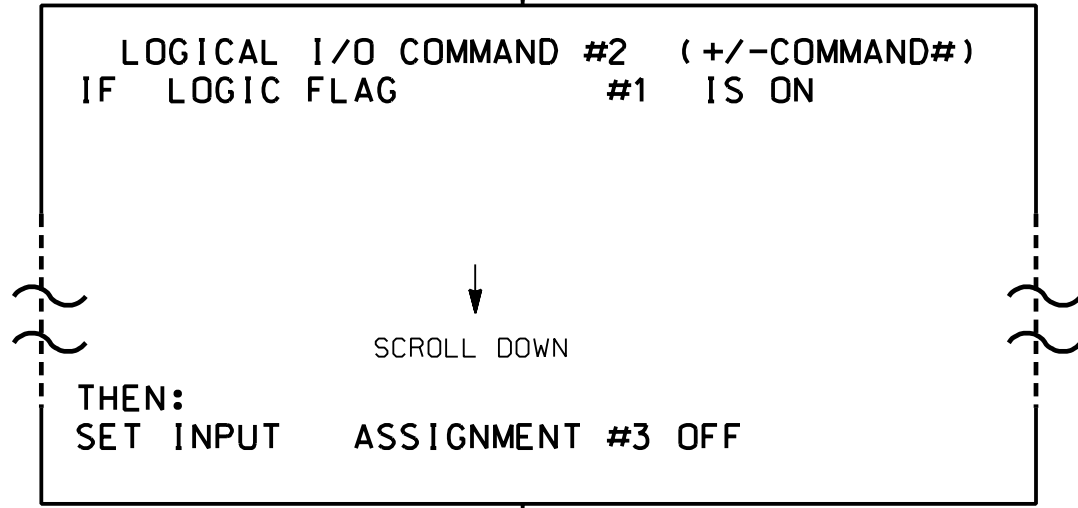 LOGICAL I/O COMMAND #2 (+/-COMMAND#)
IF LOGIC FLAG #1 IS ON
SCROLL DOWN
THEN:
SET INPUT ASSIGNMENT #3 OFF